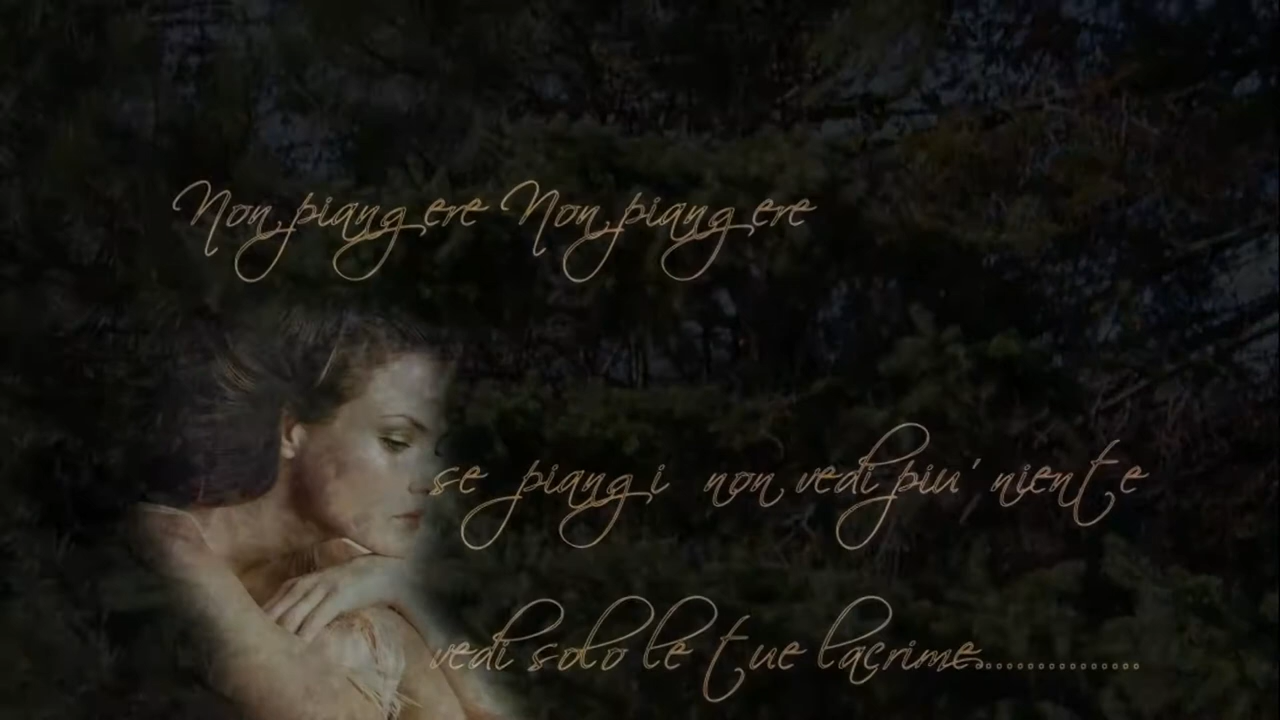 Non piangere Non piangere
se piangi non vedi piu' niente
vedi solo le tue lacrime...............